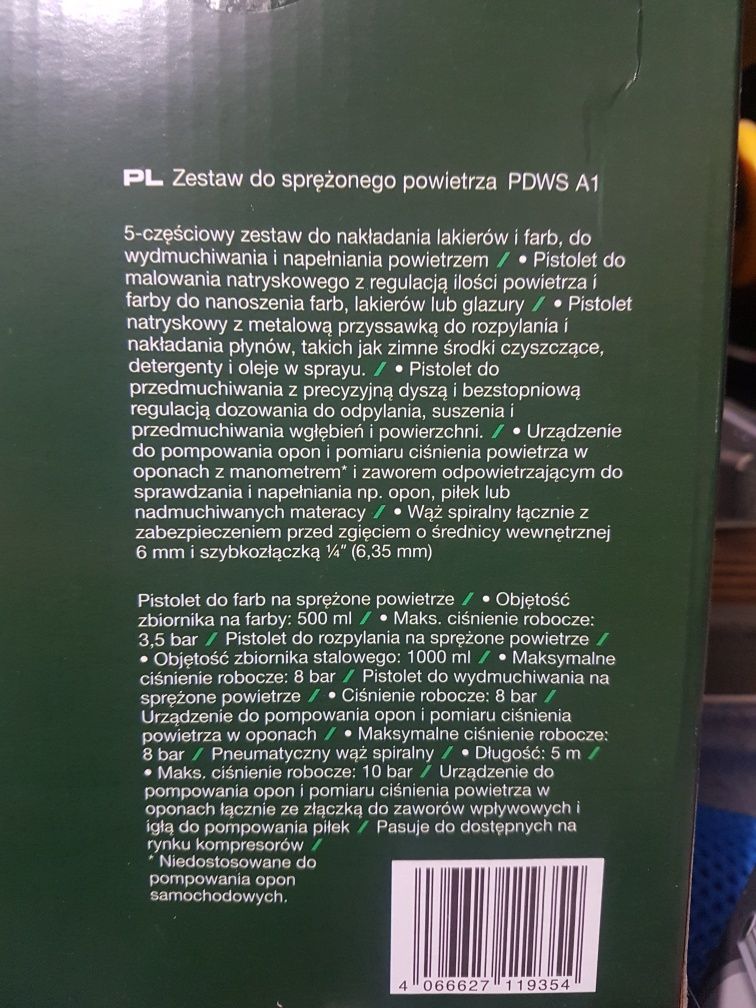 PL Zestaw do sprężonego powietrza PDWS A1
5-częściowy zestaw do nakładania lakierów i farb, do
wydmuchiwania i napełniania powietrzem / • Pistolet do
malowania natryskowego z regulacją ilości powietrza i
farby do nanoszenia farb, lakierów lub glazury / • Pistolet
natryskowy z metalową przyssawką do rozpylania i
nakładania płynów, takich jak zimne środki czyszczące,
detergenty i oleje w sprayu. / • Pistolet do
przedmuchiwania z precyzyjną dyszą i bezstopniową
regulacją dozowania do odpylania, suszenia i
przedmuchiwania wgłębień i powierzchni. / • Urządzenie
do pompowania opon i pomiaru ciśnienia powietrza w
oponach z manometrem* i zaworem odpowietrzającym do
sprawdzania i napełniania np. opon, piłek lub
nadmuchiwanych materacy / • Wąż spiralny łącznie z
zabezpieczeniem przed zgięciem o średnicy wewnętrznej
6 mm i szybkozłączką ¼" (6,35 mm)
Pistolet do farb na sprężone powietrze / • Objętość
zbiornika na farby: 500 ml / • Maks. ciśnienie robocze:
3,5 bar / Pistolet do rozpylania na sprężone powietrze /
• Objętość zbiornika stalowego: 1000 ml / • Maksymalne
ciśnienie robocze: 8 bar / Pistolet do wydmuchiwania na
sprężone powietrze / • Ciśnienie robocze: 8 bar /
Urządzenie do pompowania opon i pomiaru ciśnienia
powietrza w oponach / • Maksymalne ciśnienie robocze:
8 bar / Pneumatyczny wąż spiralny / • Długość: 5 m /
• Maks. ciśnienie robocze: 10 bar / Urządzenie do
pompowania opon i pomiaru ciśnienia powietrza w
oponach łącznie ze złączką do zaworów wpływowych i
igłą do pompowania piłek / Pasuje do dostępnych na
rynku kompresorów /
* Niedostosowane do
pompowania opon
samochodowych.
4 066627 119354